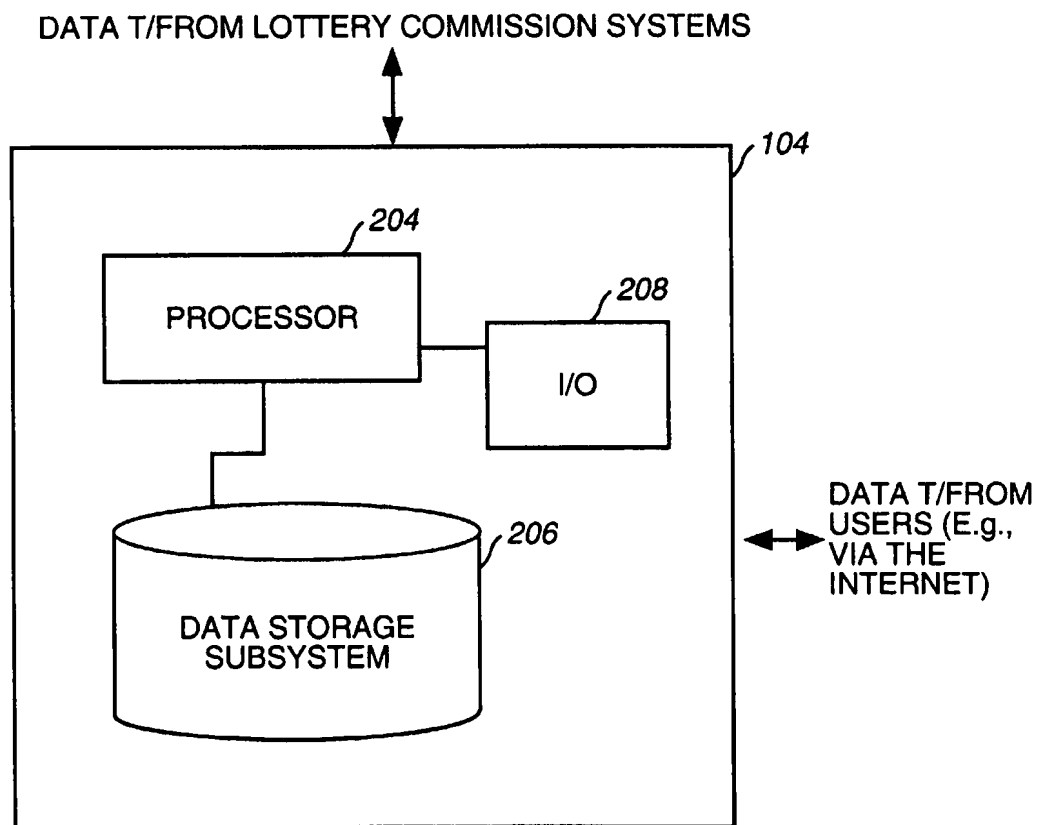 DATA T/FROM LOTTERY COMMISSION SYSTEMS
104
204
PROCESSOR
208
I/O
206
DATA STORAGE
SUBSYSTEM
DATA T/FROM
USERS (E.g.,
VIA THE
INTERNET)